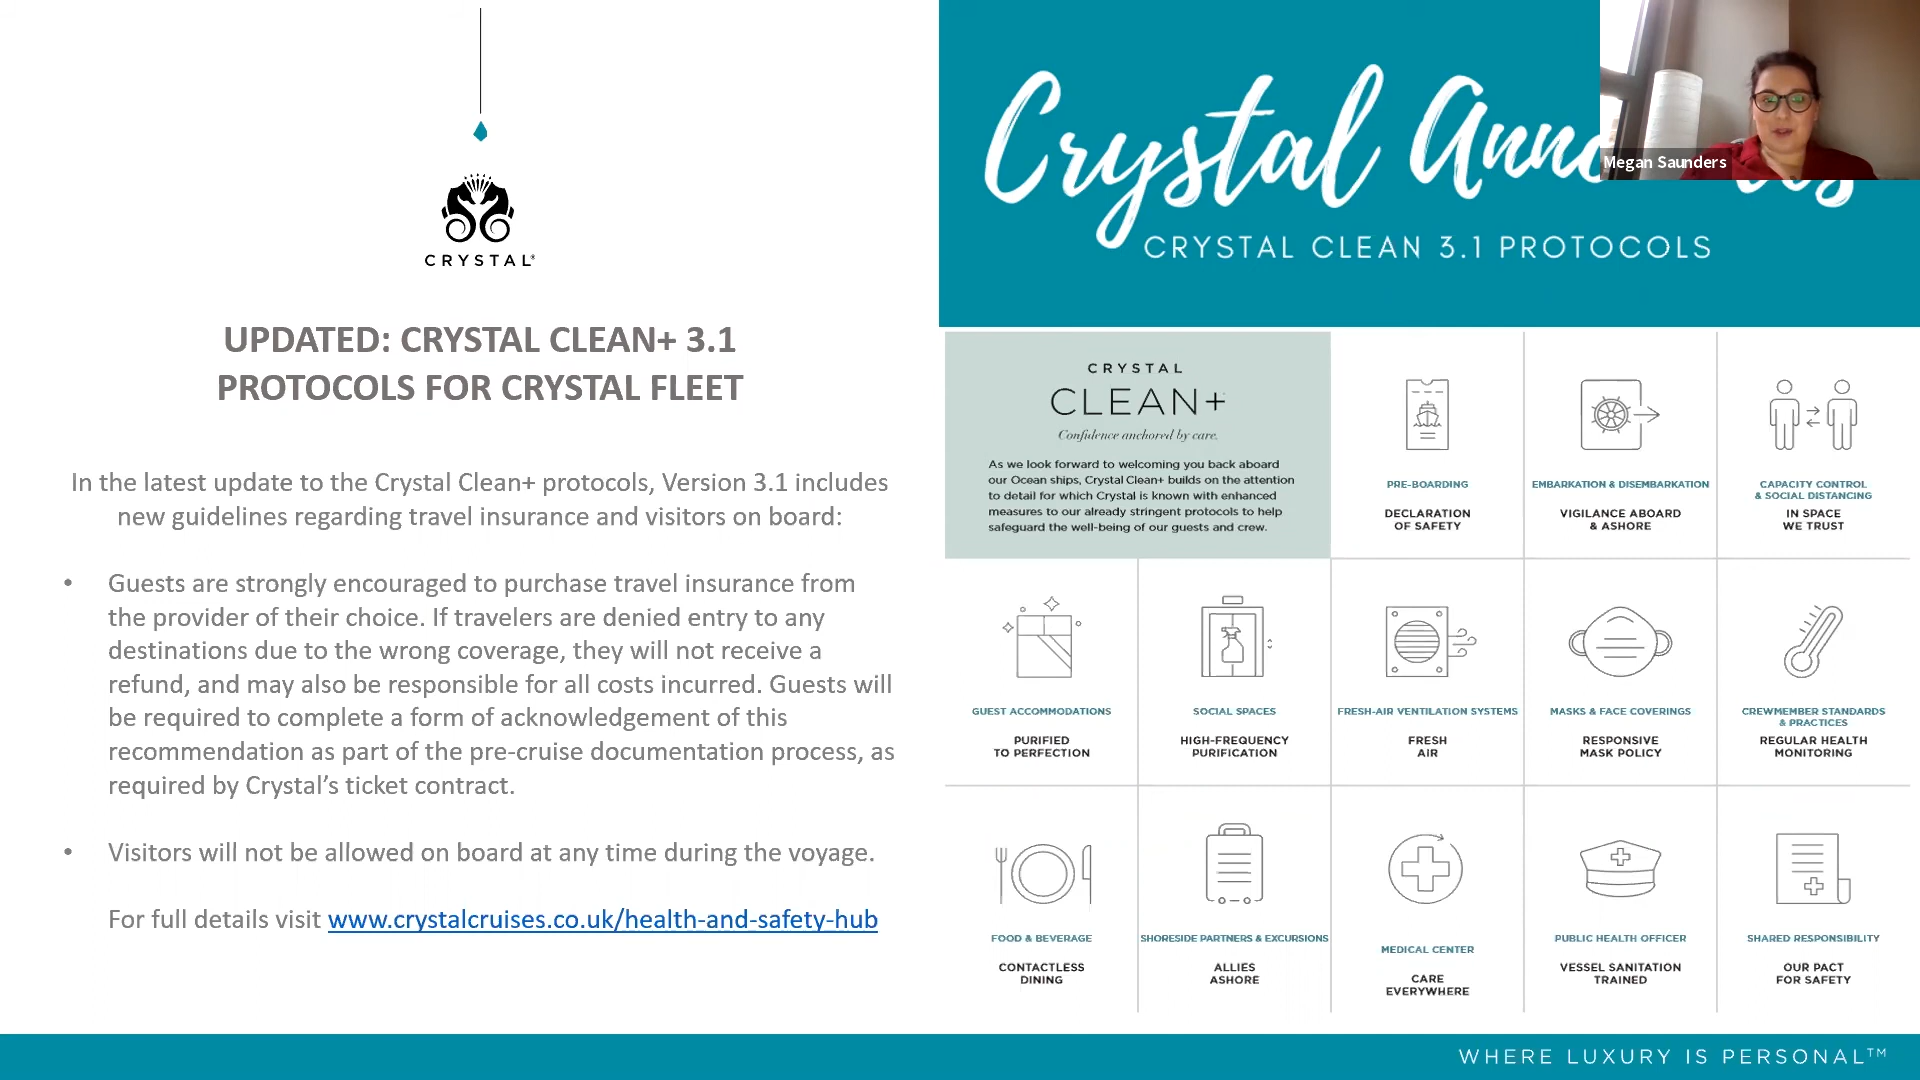 CRYSTAL®
UPDATED: CRYSTAL CLEAN+ 3.1
PROTOCOLS FOR CRYSTAL FLEET
In the latest update to the Crystal Clean+ protocols, Version 3.1 includes
new guidelines regarding travel insurance and visitors on board:
• Guests are strongly encouraged to purchase travel insurance from
the provider of their choice. If travelers are denied entry to any
destinations due to the wrong coverage, they will not receive a
refund, and may also be responsible for all costs incurred. Guests will
be required to complete a form of acknowledgement of this
recommendation as part of the pre-cruise documentation process, as
required by Crystal’s ticket contract.
• Visitors will not be allowed on board at any time during the voyage.
For full details visit www.crystalcruises.co.uk/health-and-safety-hub
Crystal
Megan Saunders
CRYSTAL CLEAN 3.1 PROTOCOLS
CRYSTAL
CLEAN+
Confidence anchored by care.
As we look forward to welcoming you back aboard
our Ocean ships, Crystal Clean+ builds on the attention
to detail for which Crystal is known with enhanced
measures to our already stringent protocols to help
safeguard the well-being of our guests and crew.
PRE-BOARDING
DECLARATION
OF SAFETY
EMBARKATION & DISEMBARKATION
VIGILANCE ABOARD
& ASHORE
CAPACITY CONTROL
& SOCIAL DISTANCING
IN SPACE
WE TRUST
GUEST ACCOMMODATIONS
PURIFIED
TO PERFECTION
SOCIAL SPACES
HIGH-FREQUENCY
PURIFICATION
FRESH-AIR VENTILATION SYSTEMS
FRESH
AIR
MASKS & FACE COVERINGS
RESPONSIVE
MASK POLICY
CREWMEMBER STANDARDS
& PRACTICES
REGULAR HEALTH
MONITORING
FOOD & BEVERAGE
CONTACTLESS
DINING
SHORESIDE PARTNERS & EXCURSIONS
ALLIES
ASHORE
MEDICAL CENTER
CARE
EVERYWHERE
PUBLIC HEALTH OFFICER
VESSEL SANITATION
TRAINED
SHARED RESPONSIBILITY
OUR PACT
FOR SAFETY
WHERE LUXURY IS PERSONAL™